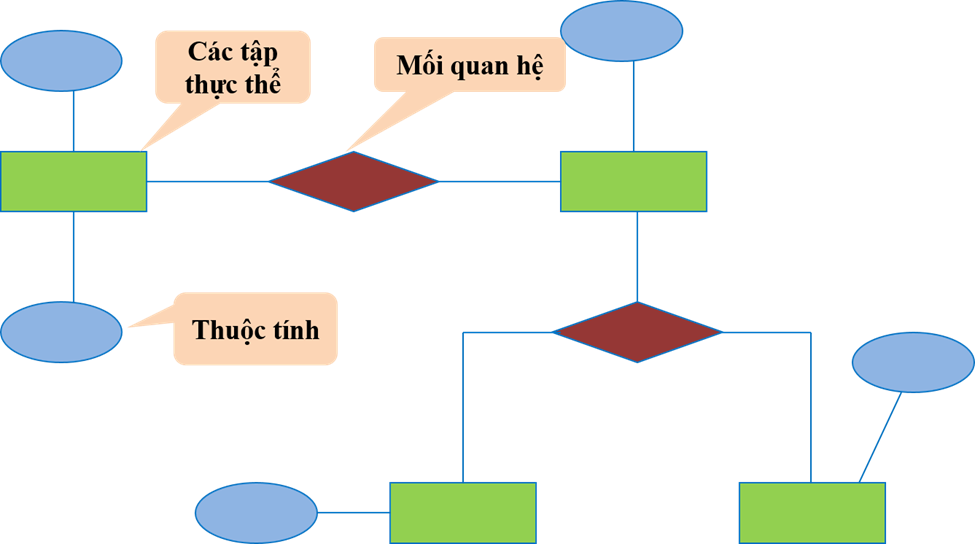 Các tập
thực thể
Mối quan hệ
Thuộc tính